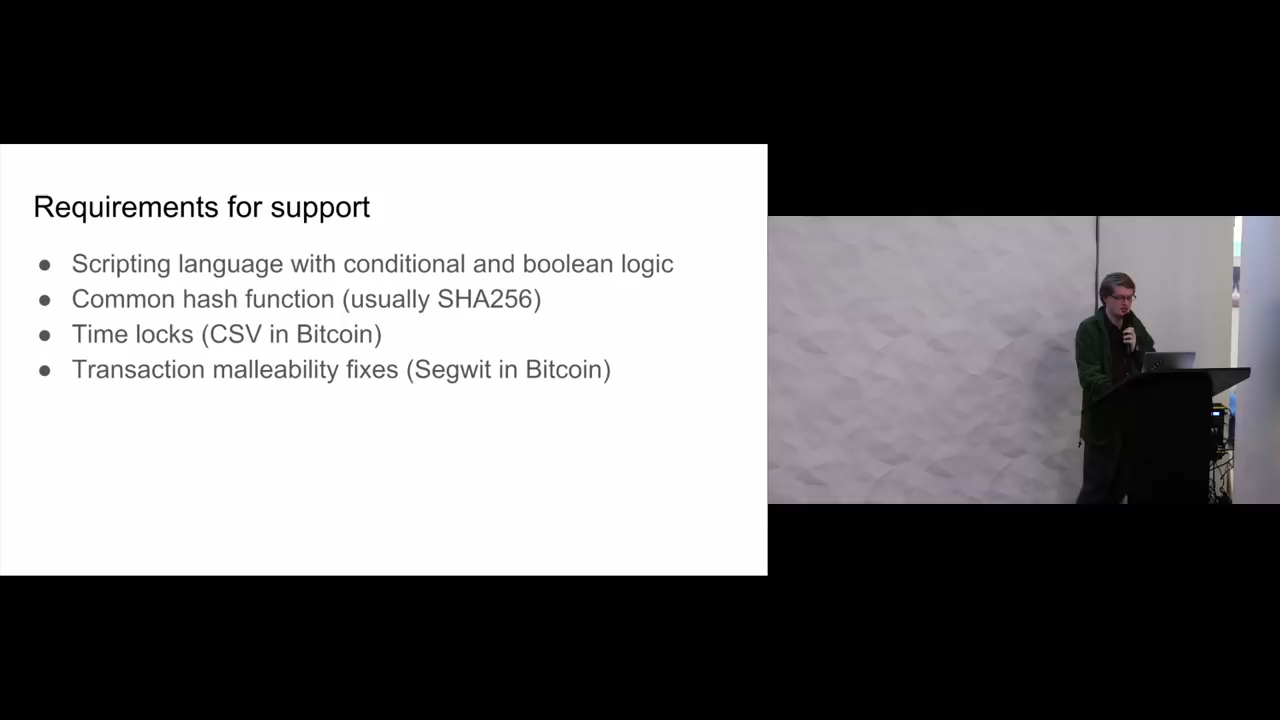 Requirements for support
● Scripting language with conditional and boolean logic
● Common hash function (usually SHA256)
● Time locks (CSV in Bitcoin)
● Transaction malleability fixes (Segwit in Bitcoin)